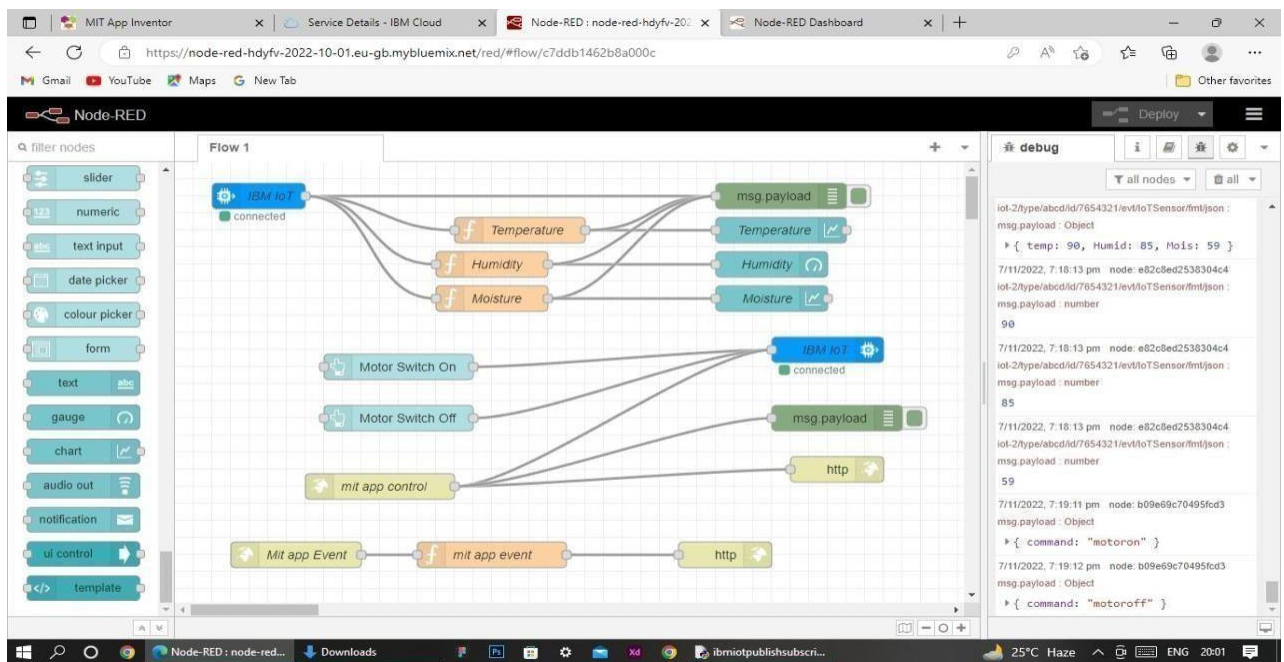 MIT App Inventor
Service Details - IBM Cloud
Node-RED : node-red-hdyfv-202
Node-RED Dashboard
https://node-red-hdyfv-2022-10-01.eu-gb.mybluemix.net/red/#flow/c7ddb1462b8a000c
Gmail YouTube Maps New Tab
Other favorites
Node-RED
Deploy
filter nodes
slider
numeric
text input
date picker
colour picker
form
text
gauge
chart
audio out
notification
ui control
template
Flow 1
IBM IoT
connected
Temperature
Humidity
Moisture
msg.payload
Temperature
Humidity
Moisture
Motor Switch On
Motor Switch Off
IBM IoT
connected
msg.payload
mit app control
http
Mit app Event
mit app event
http
debug
all nodes
all
iot-2/type/abcd/id/7654321/evt/IoTSensor/fmt/json :
msg.payload : Object
{ temp: 90, Humid: 85, Mois: 59 }
7/11/2022, 7:18:13 pm node: e82c8ed2538304c4
iot-2/type/abcd/id/7654321/evt/IoTSensor/fmt/json :
msg.payload : number
90
7/11/2022, 7:18:13 pm node: e82c8ed2538304c4
iot-2/type/abcd/id/7654321/evt/IoTSensor/fmt/json :
msg.payload : number
85
7/11/2022, 7:18:13 pm node: e82c8ed2538304c4
iot-2/type/abcd/id/7654321/evt/IoTSensor/fmt/json :
msg.payload : number
59
7/11/2022, 7:19:11 pm node: b09e69c70495fcd3
msg.payload : Object
{ command: "motoron" }
7/11/2022, 7:19:12 pm node: b09e69c70495fcd3
msg.payload : Object
{ command: "motoroff" }
Node-RED : node-red...
Downloads
ibmiotpublishsubscri...
25°C Haze
ENG
20:01